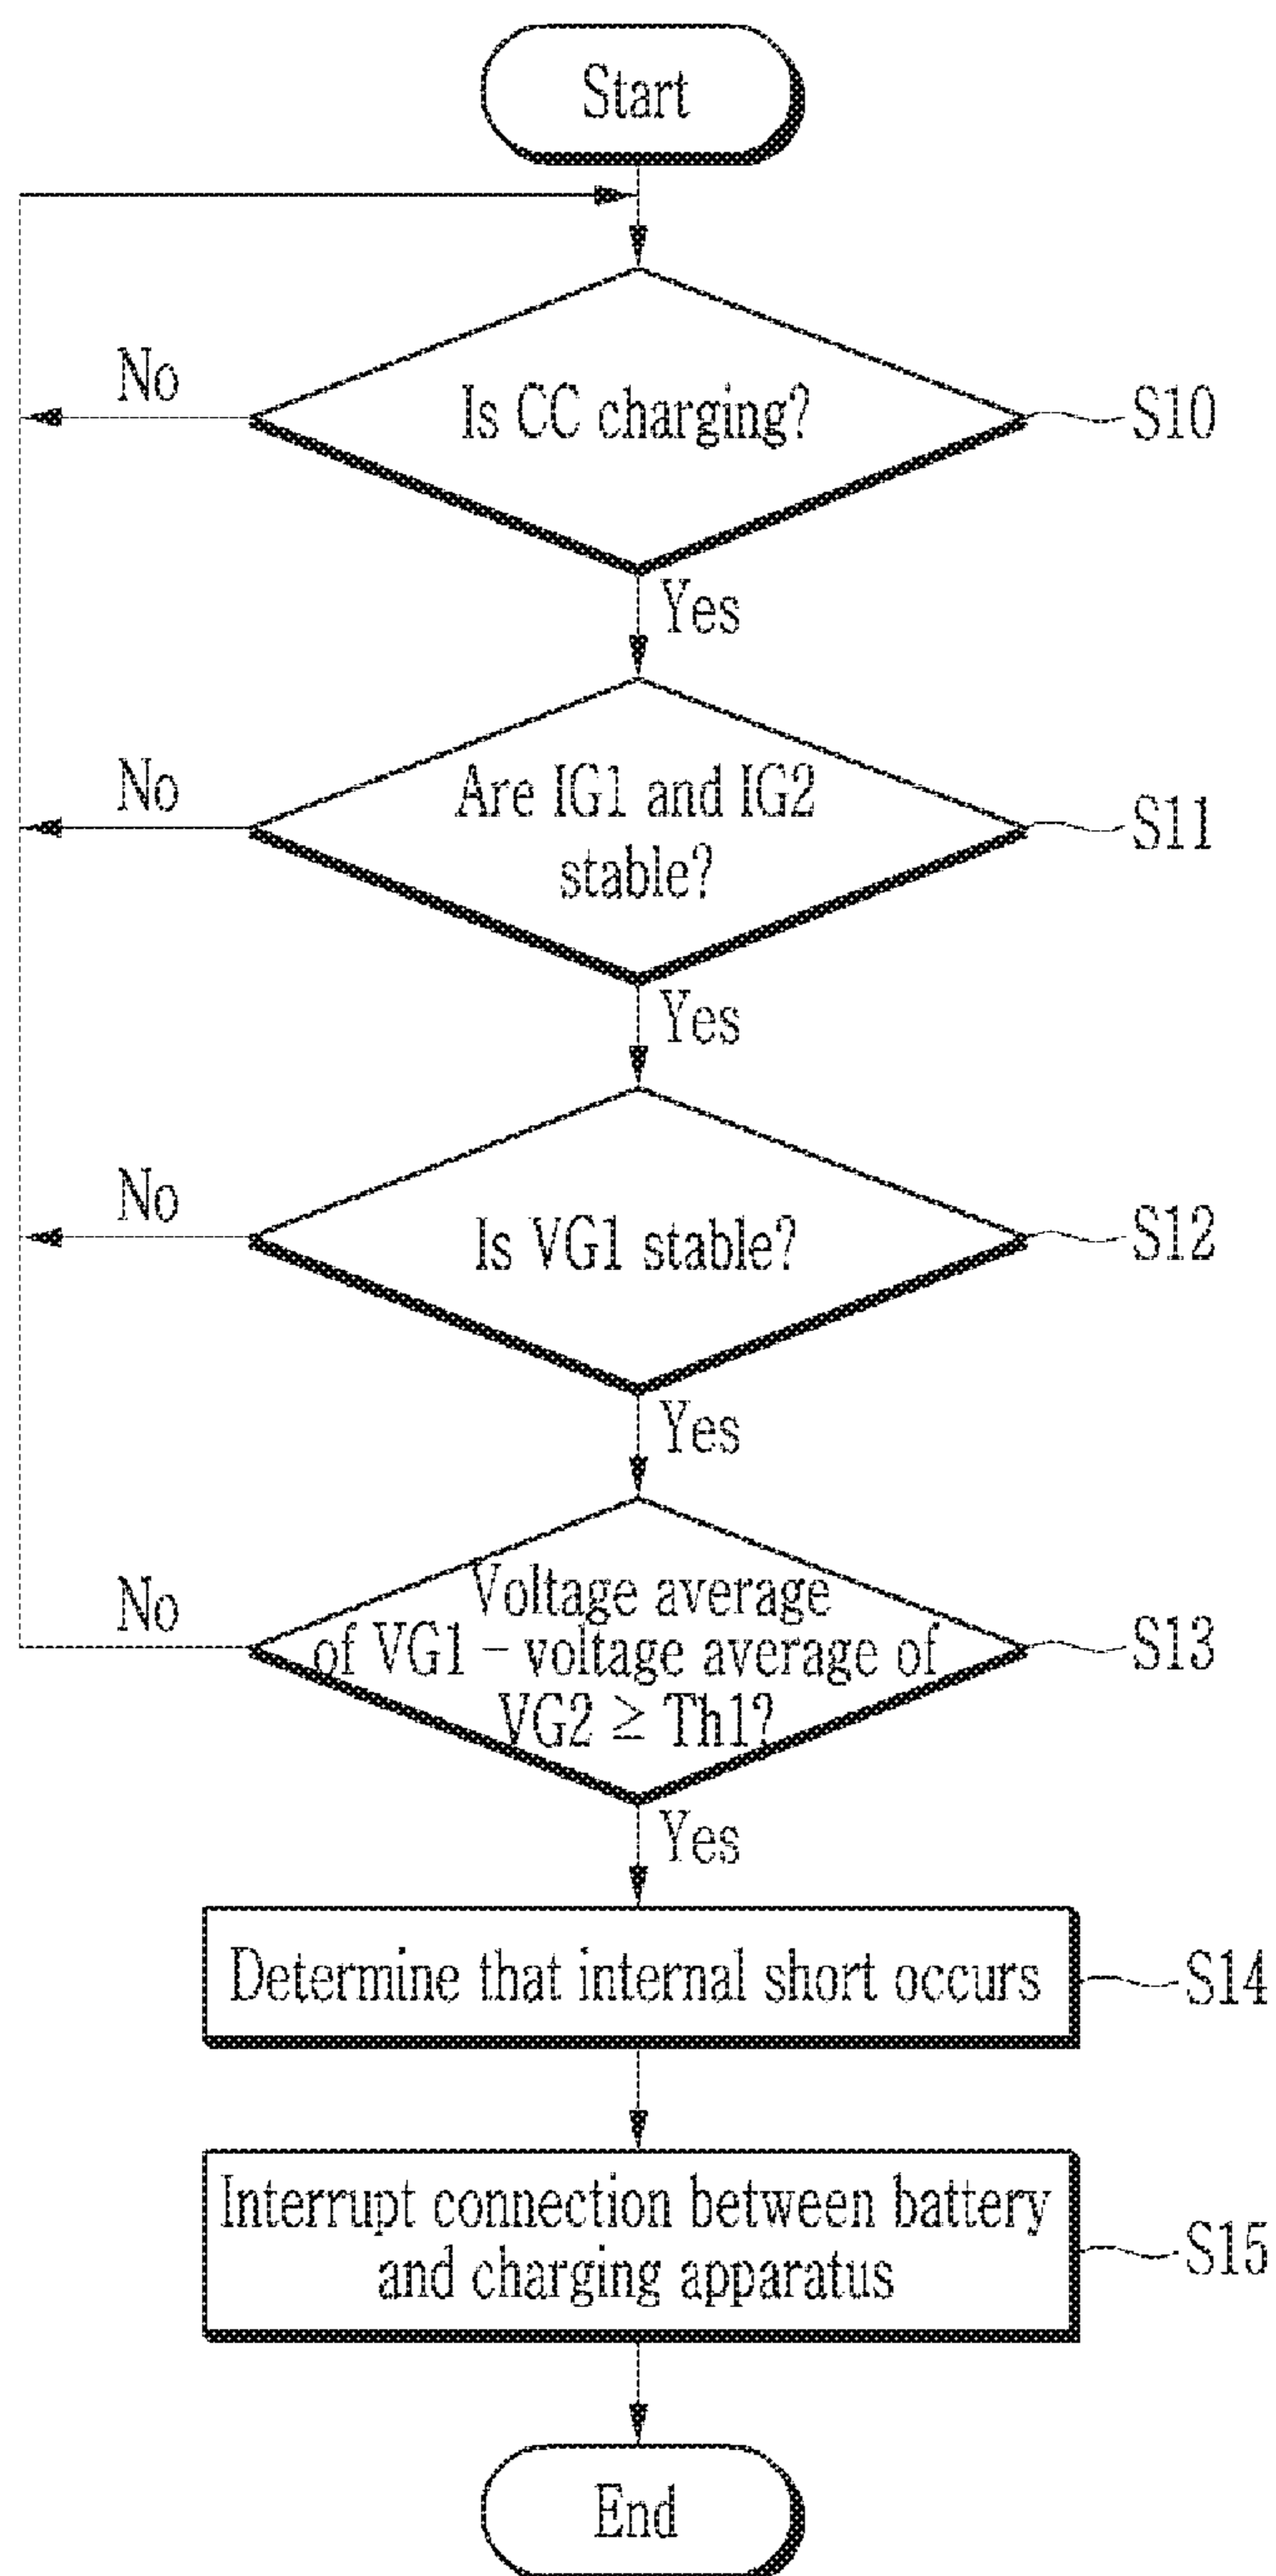 Start
No
Is CC charging?
S10
Yes
No
Are IG1 and IG2
stable?
S11
Yes
No
Is VG1 stable?
S12
Yes
No
Voltage average
of VG1 – voltage average of
VG2 ≥ Th1?
S13
Yes
Determine that internal short occurs
S14
Interrupt connection between battery
and charging apparatus
S15
End